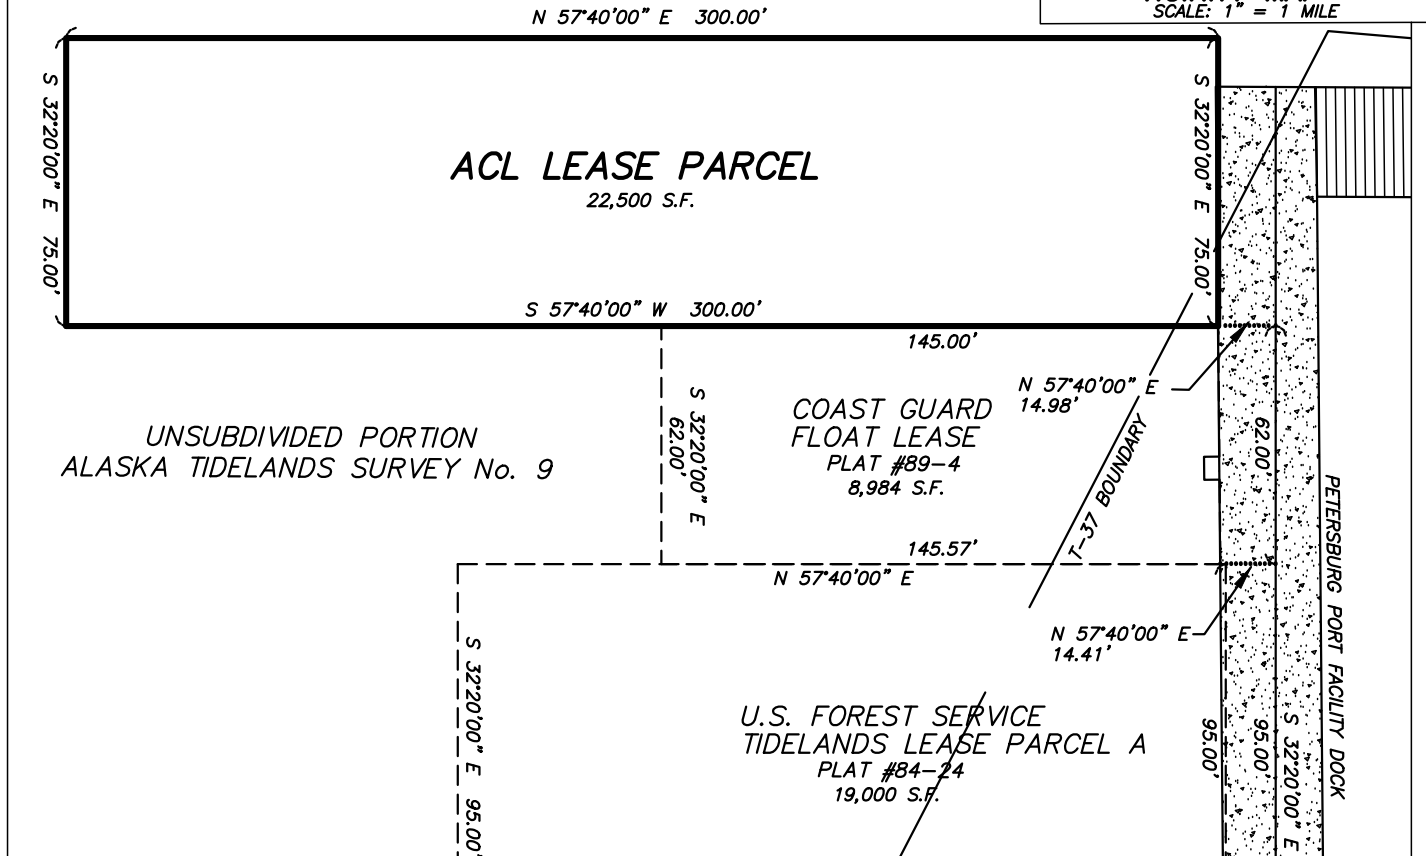 SCALE: 1" = 1 MILE
N 57°40'00" E 300.00'
S 32°20'00" E 75.00'
ACL LEASE PARCEL
22,500 S.F.
S 32°20'00" E 75.00'
S 57°40'00" W 300.00'
145.00'
N 57°40'00" E
14.98'
UNSUBDIVIDED PORTION
ALASKA TIDELANDS SURVEY No. 9
S 32°20'00" E
62.00'
COAST GUARD
FLOAT LEASE
PLAT #89-4
8,984 S.F.
T-37 BOUNDARY
62.00'
145.57'
N 57°40'00" E
N 57°40'00" E
14.41'
PETERSBURG PORT FACILITY DOCK
S 32°20'00" E 95.00'
U.S. FOREST SERVICE
TIDELANDS LEASE PARCEL A
PLAT #84-24
19,000 S.F.
95.00'
95.00'
S 32°20'00" E